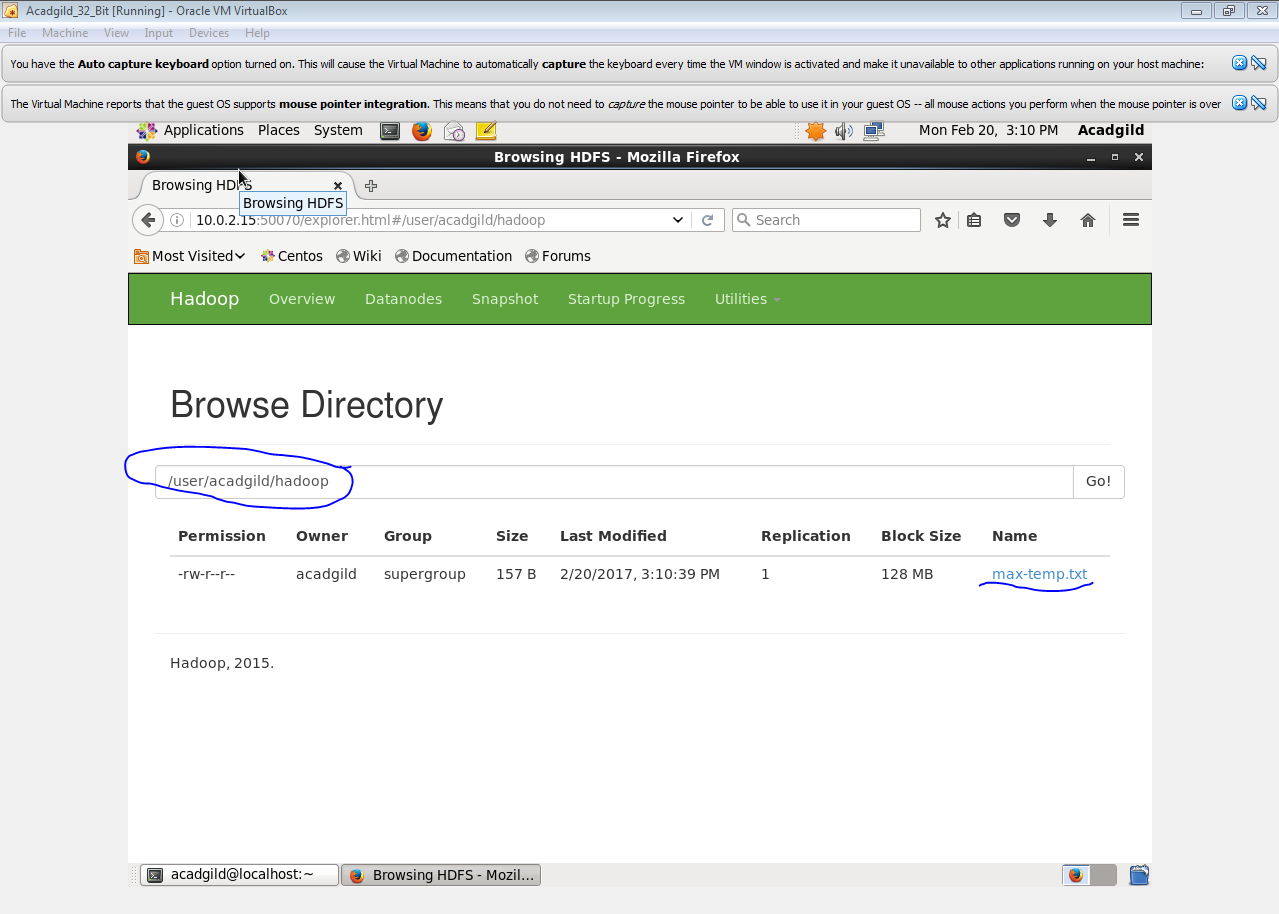 Acadgild_32_Bit [Running] - Oracle VM VirtualBox
File Machine View Input Devices Help
You have the Auto capture keyboard option turned on. This will cause the Virtual Machine to automatically capture the keyboard every time the VM window is activated and make it unavailable to other applications running on your host machine:
The Virtual Machine reports that the guest OS supports mouse pointer integration. This means that you do not need to capture the mouse pointer to be able to use it in your guest OS -- all mouse actions you perform when the mouse pointer is over
Applications Places System Mon Feb 20, 3:10 PM Acadgild
Browsing HDFS - Mozilla Firefox
Browsing HDFS
Browsing HDFS
10.0.2.15:50070/explorer.html#/user/acadgild/hadoop Search
Most Visited Centos Wiki Documentation Forums
Hadoop Overview Datanodes Snapshot Startup Progress Utilities
Browse Directory
/user/acadgild/hadoop Go!
Permission Owner Group Size Last Modified Replication Block Size Name
-rw-r--r-- acadgild supergroup 157 B 2/20/2017, 3:10:39 PM 1 128 MB max-temp.txt
Hadoop, 2015.
acadgild@localhost:~ Browsing HDFS - Mozil...